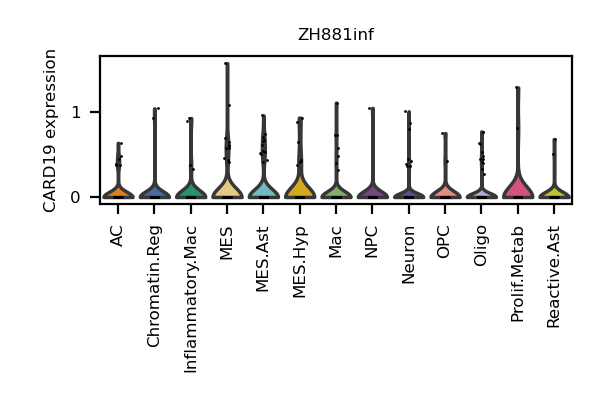 ZH881inf
CARD19 expression
1
0
AC
Chromatin.Reg
Inflammatory.Mac
MES
MES.Ast
MES.Hyp
Mac
NPC
Neuron
OPC
Oligo
Prolif.Metab
Reactive.Ast